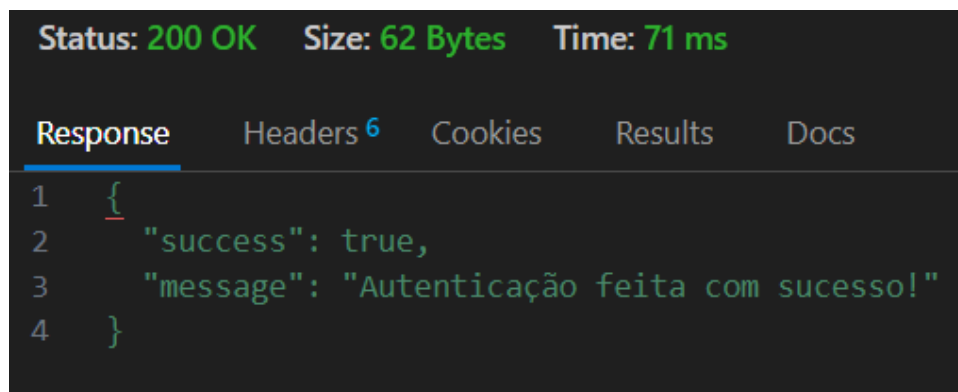 Status: 200 OK Size: 62 Bytes Time: 71 ms
Response Headers 6 Cookies Results Docs
1 {
2 "success": true,
3 "message": "Autenticação feita com sucesso!"
4 }